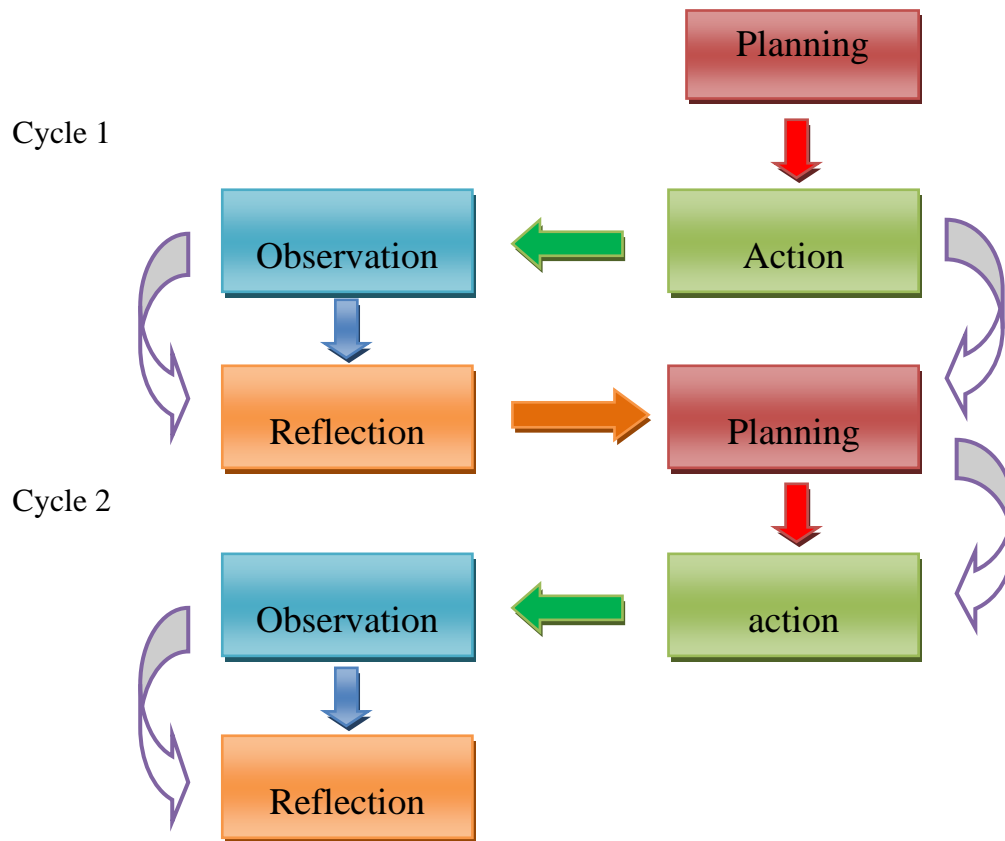 Planning
Cycle 1
Observation
Action
Reflection
Planning
Cycle 2
Observation
action
Reflection